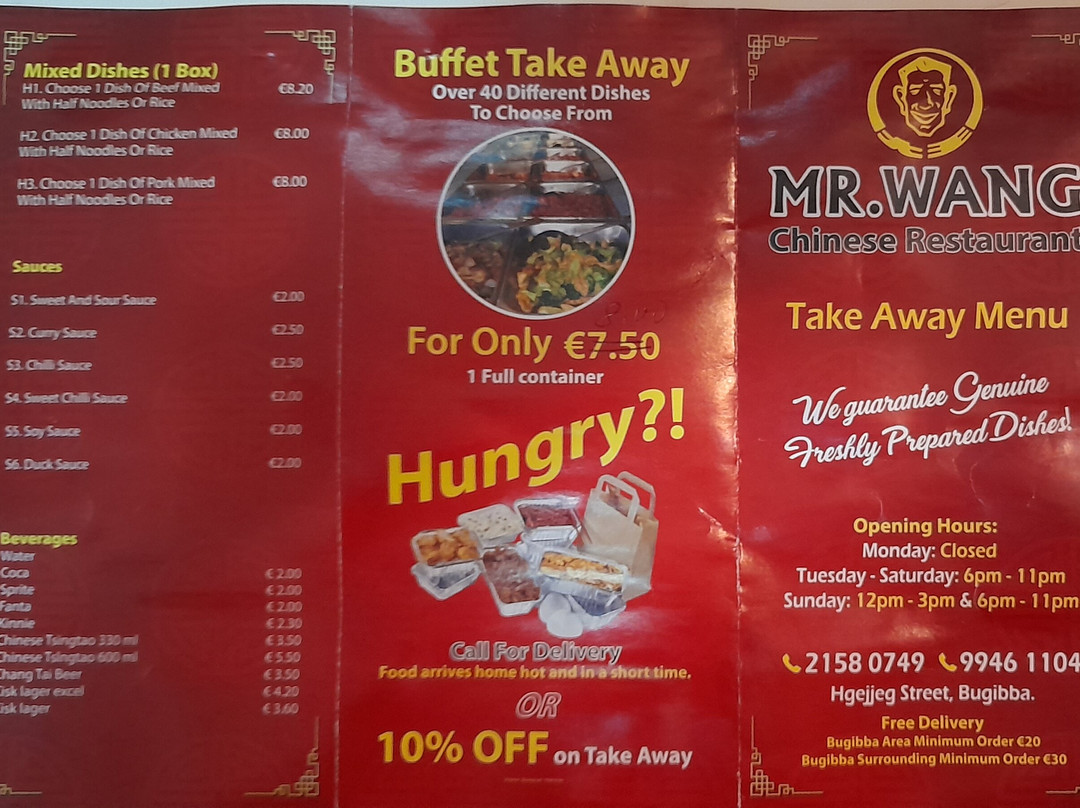 Mixed Dishes (1 Box)
H1. Choose 1 Dish Of Beef Mixed €8.20
With Half Noodles Or Rice
H2. Choose 1 Dish Of Chicken Mixed €8.00
With Half Noodles Or Rice
H3. Choose 1 Dish Of Pork Mixed €8.00
With Half Noodles Or Rice
Sauces
S1. Sweet And Sour Sauce €2.00
S2. Curry Sauce €2.50
S3. Chilli Sauce €2.50
S4. Sweet Chilli Sauce €2.00
S5. Soy Sauce €2.00
S6. Duck Sauce €2.00
Beverages
Water
Coca € 2.00
Sprite € 2.00
Fanta € 2.00
Kinnie € 2.30
Chinese Tsingtao 330 ml € 3.50
Chinese Tsingtao 600 ml € 5.50
hang Tai Beer € 3.50
isk lager excel € 4.20
isk lager € 3.60
Buffet Take Away
Over 40 Different Dishes
To Choose From
For Only €7.50
1 Full container
Hungry?!
Call For Delivery
Food arrives home hot and in a short time.
OR
10% OFF on Take Away
MR.WANG
Chinese Restaurant
Take Away Menu
We guarantee Genuine
Freshly Prepared Dishes!
Opening Hours:
Monday: Closed
Tuesday - Saturday: 6pm - 11pm
Sunday: 12pm - 3pm & 6pm - 11pm
2158 0749 9946 1104
Hgejjeg Street, Bugibba.
Free Delivery
Bugibba Area Minimum Order €20
Bugibba Surrounding Minimum Order €30